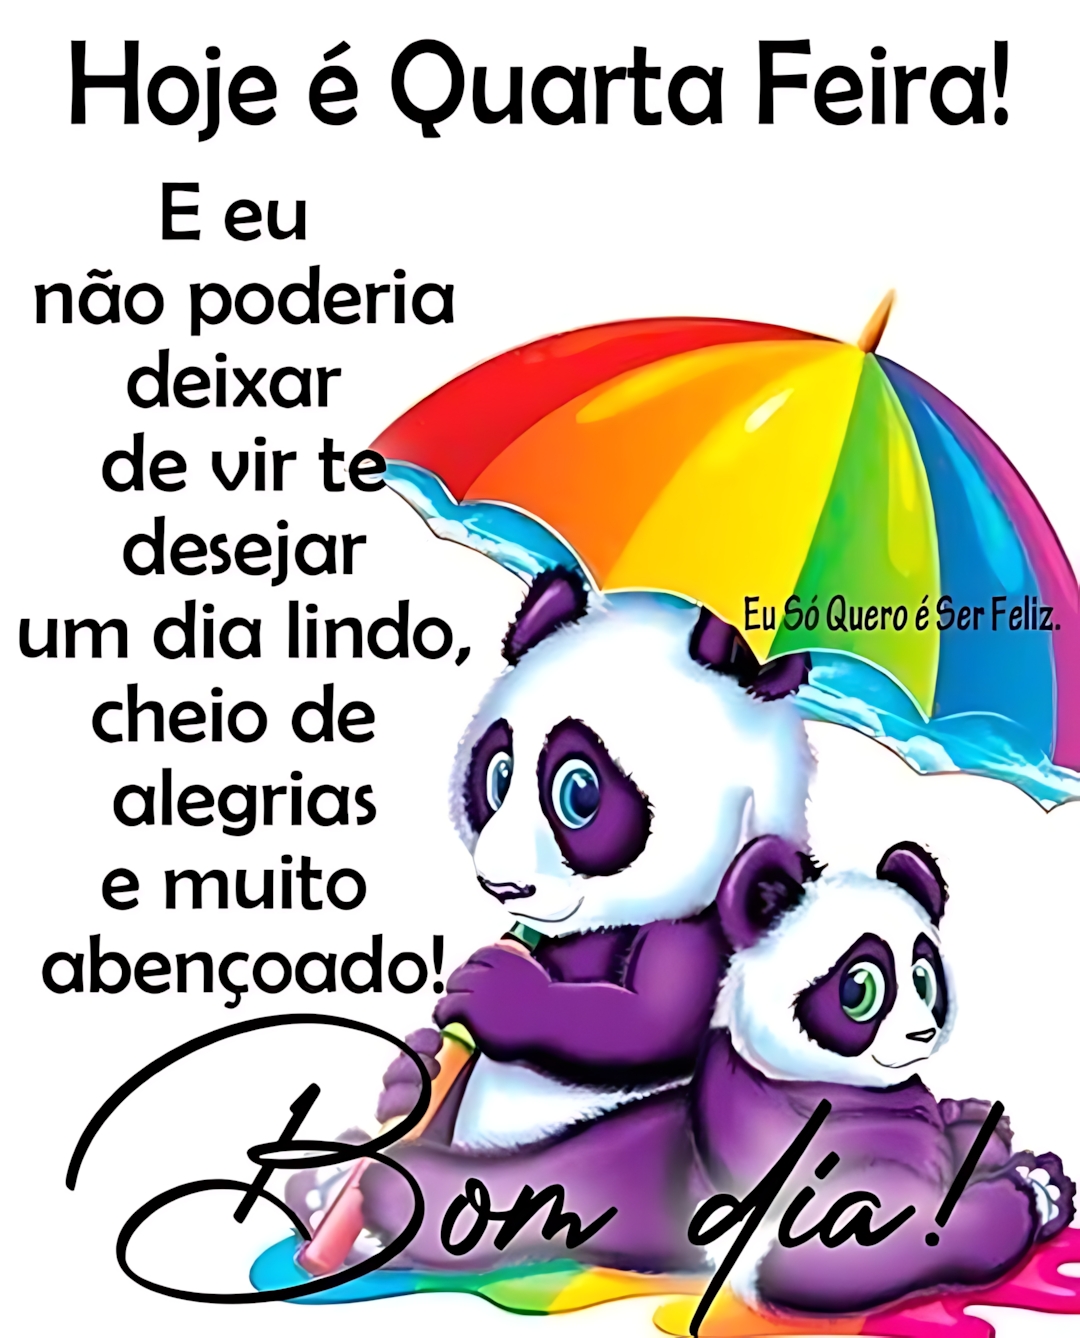 Hoje é Quarta Feira!
E eu
não poderia
deixar
de vir te
desejar
um dia lindo,
cheio de
alegrias
e muito
abençoado!
Eu Só Quero é Ser Feliz.
Bom dia!